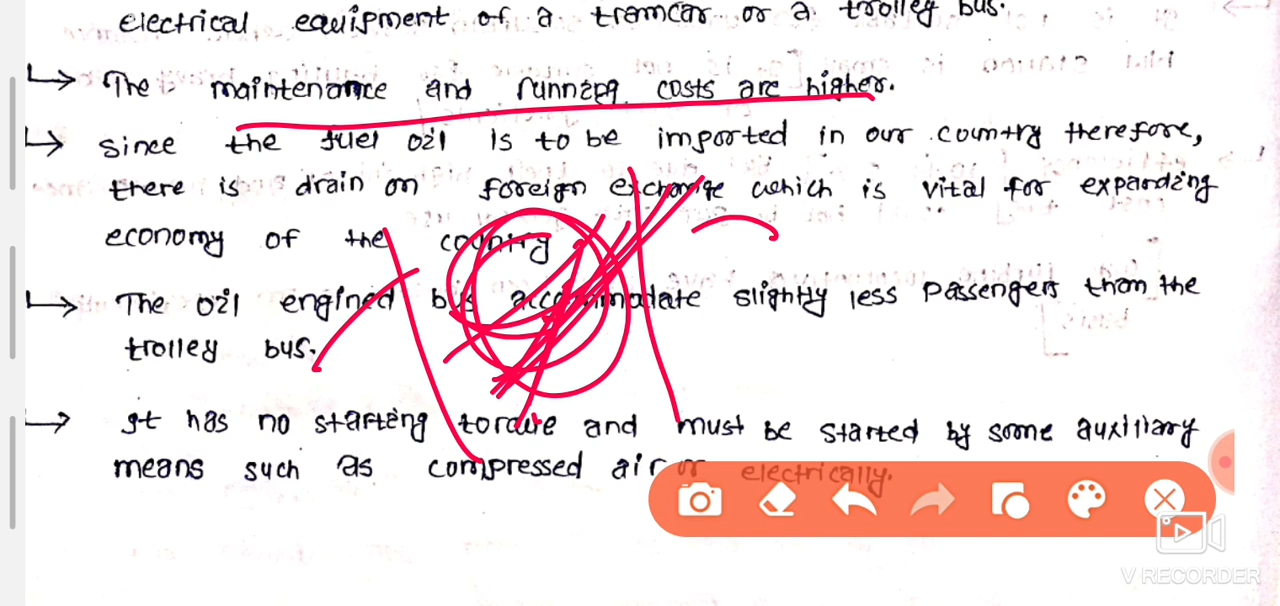 electrical equipment of a tramcar or a trolley bus.
↳ The maintenance and running costs are higher.
↳ since the fuel oil is to be imported in our country therefore,
there is drain on foreign exchange which is vital for expanding
economy of the country
↳ The oil engined bus accommodate slightly less passengers than the
trolley bus.
↳ It has no starting torque and must be started by some auxiliary
means such as compressed air or electrically.
V RECORDER